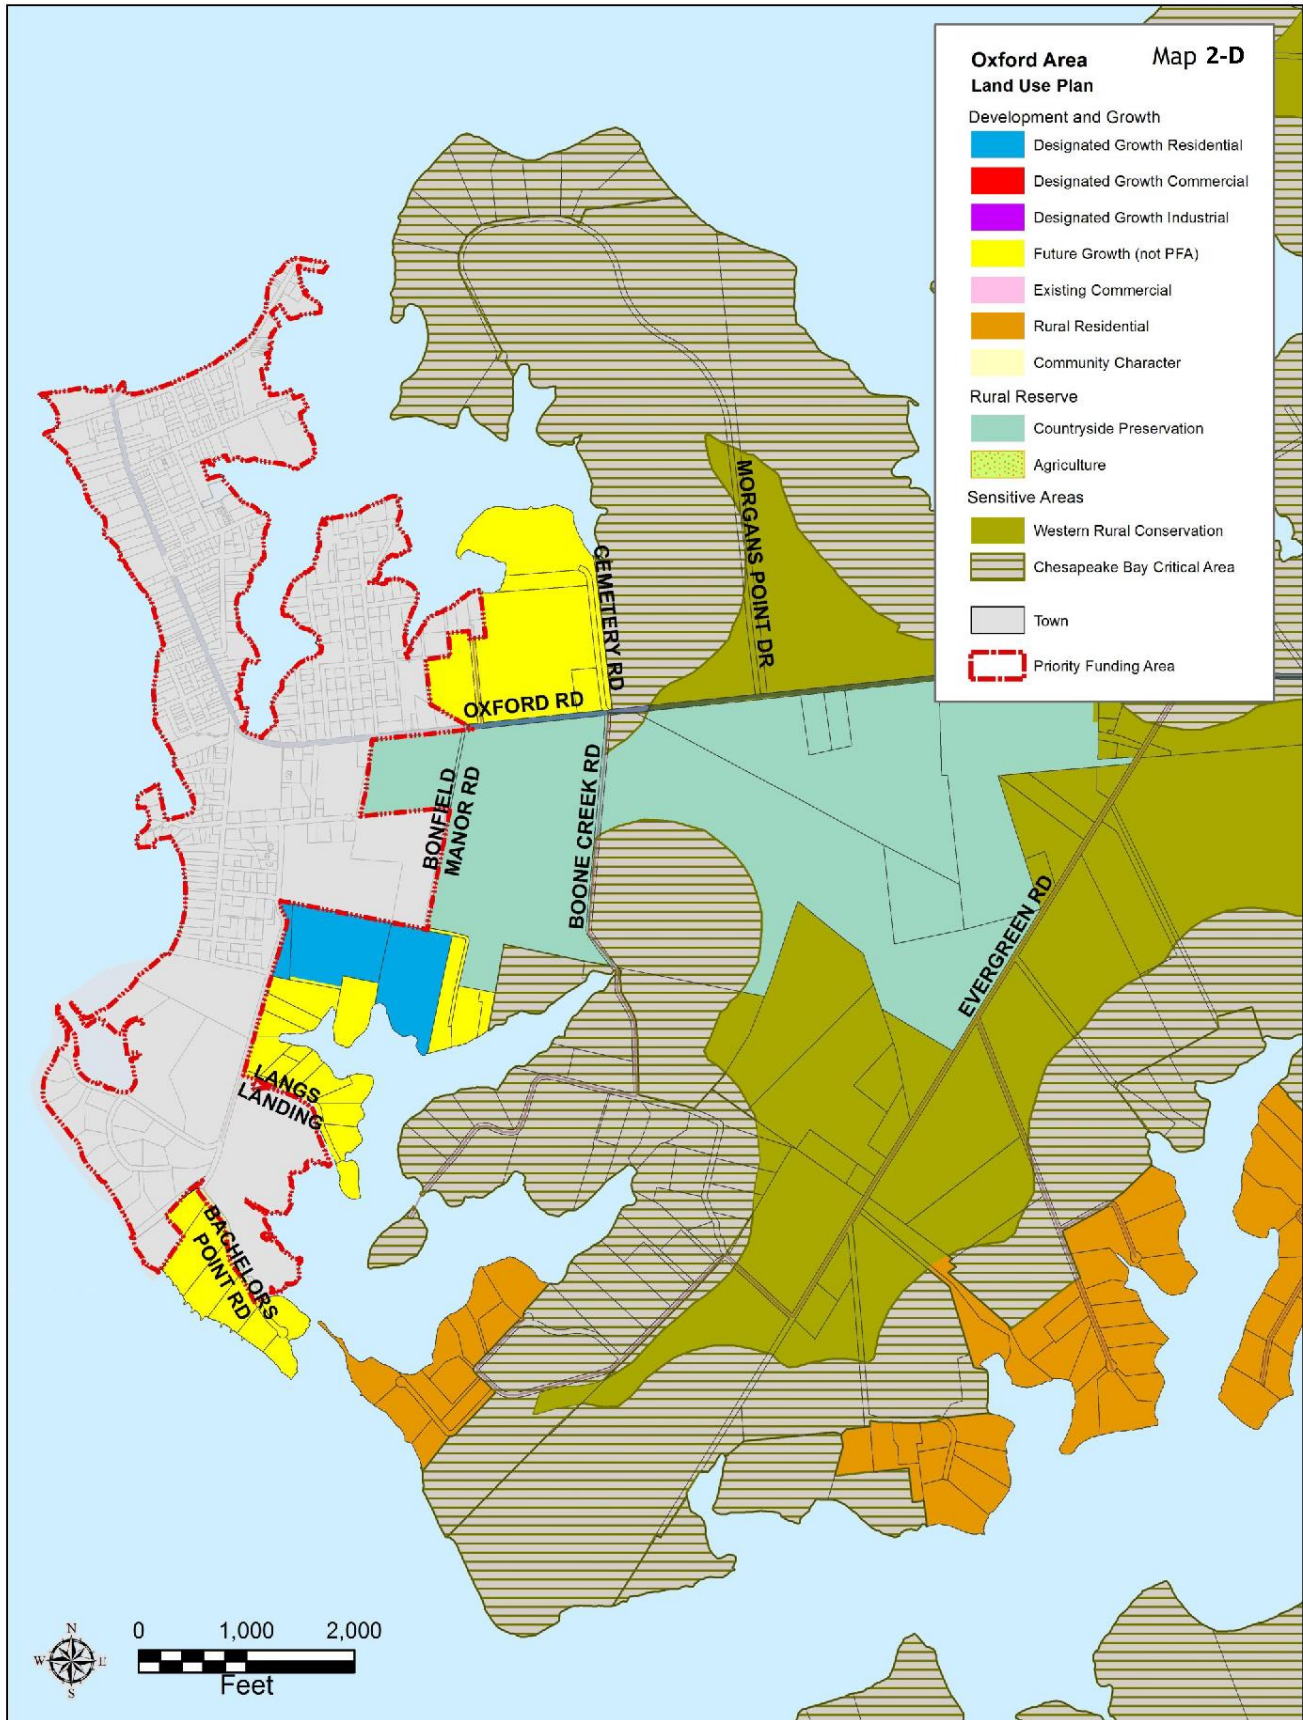 Oxford Area Map 2-D
Land Use Plan
Development and Growth
Designated Growth Residential
Designated Growth Commercial
Designated Growth Industrial
Future Growth (not PFA)
Existing Commercial
Rural Residential
Community Character
Rural Reserve
Countryside Preservation
Agriculture
Sensitive Areas
Western Rural Conservation
Chesapeake Bay Critical Area
Town
Priority Funding Area
MORGANS POINT DR
CEMETERY RD
OXFORD RD
BONFIELD
MANOR RD
BOONE CREEK RD
EVERGREEN RD
LANGS
LANDING
BACHELORS
POINT RD
N
W E
S
0 1,000 2,000
Feet